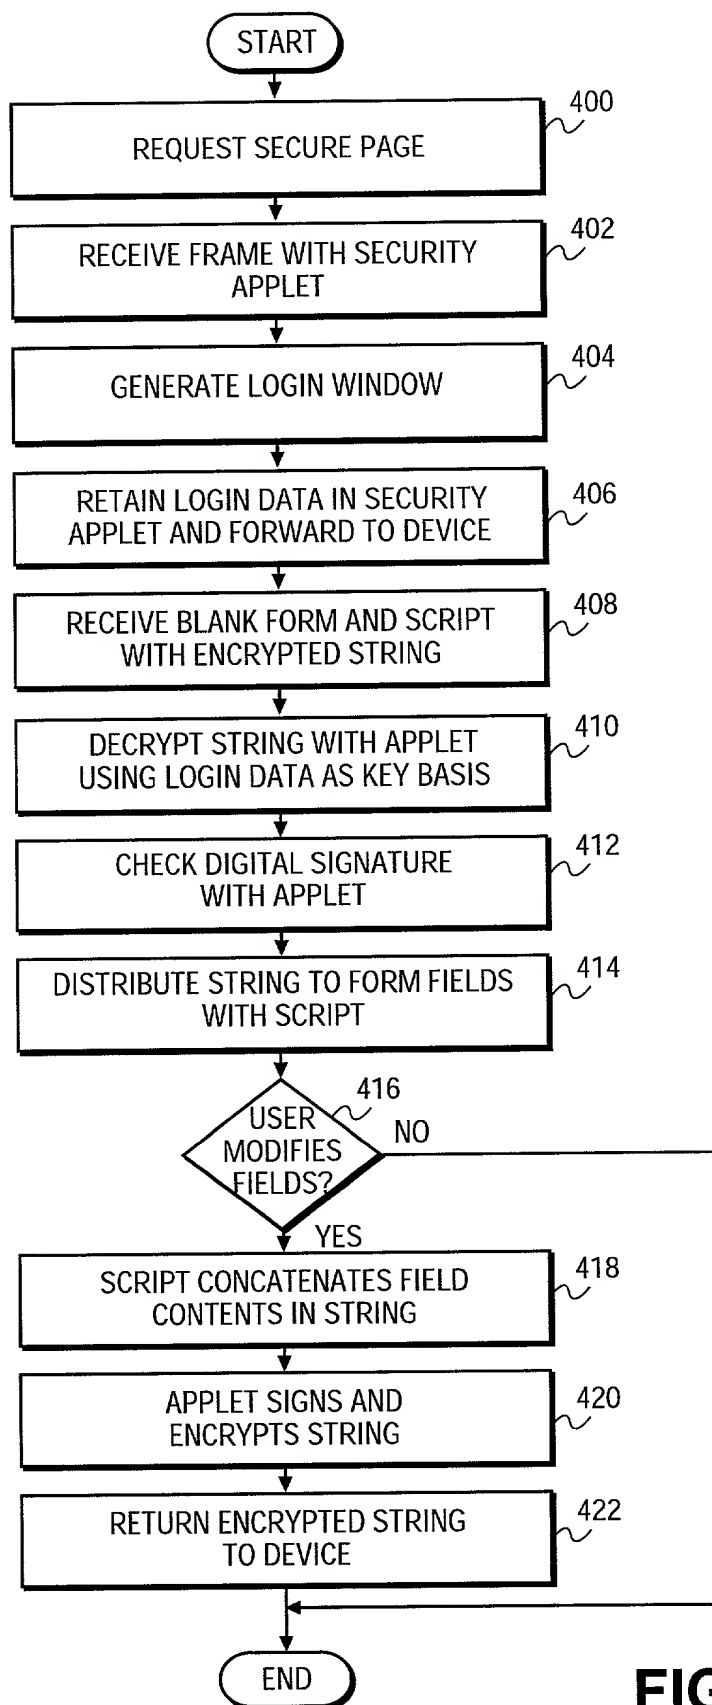 START
400
REQUEST SECURE PAGE
402
RECEIVE FRAME WITH SECURITY
APPLET
404
GENERATE LOGIN WINDOW
406
RETAIN LOGIN DATA IN SECURITY
APPLET AND FORWARD TO DEVICE
408
RECEIVE BLANK FORM AND SCRIPT
WITH ENCRYPTED STRING
410
DECRYPT STRING WITH APPLET
USING LOGIN DATA AS KEY BASIS
412
CHECK DIGITAL SIGNATURE
WITH APPLET
414
DISTRIBUTE STRING TO FORM FIELDS
WITH SCRIPT
416
USER
MODIFIES
FIELDS?
NO
YES
418
SCRIPT CONCATENATES FIELD
CONTENTS IN STRING
420
APPLET SIGNS AND
ENCRYPTS STRING
422
RETURN ENCRYPTED STRING
TO DEVICE
END
FIG